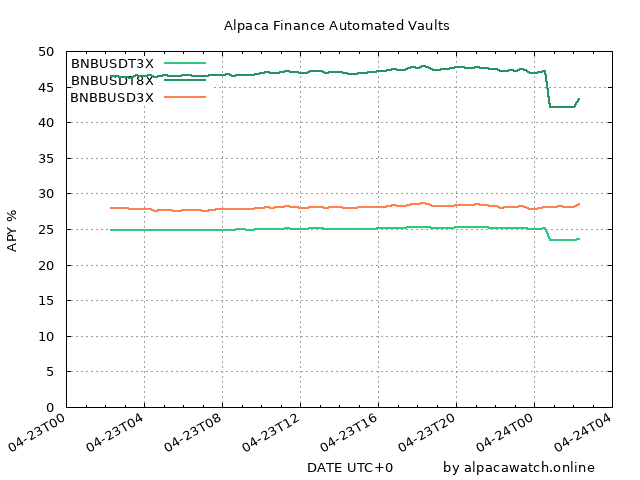 Alpaca Finance Automated Vaults
APY %
50
45
40
35
30
25
20
15
10
5
0
BNBUSDT3X
BNBUSDT8X
BNBBUSD3X
04-23T00
04-23T04
04-23T08
04-23T12
04-23T16
04-23T20
04-24T00
04-24T04
DATE UTC+0
by alpacawatch.online